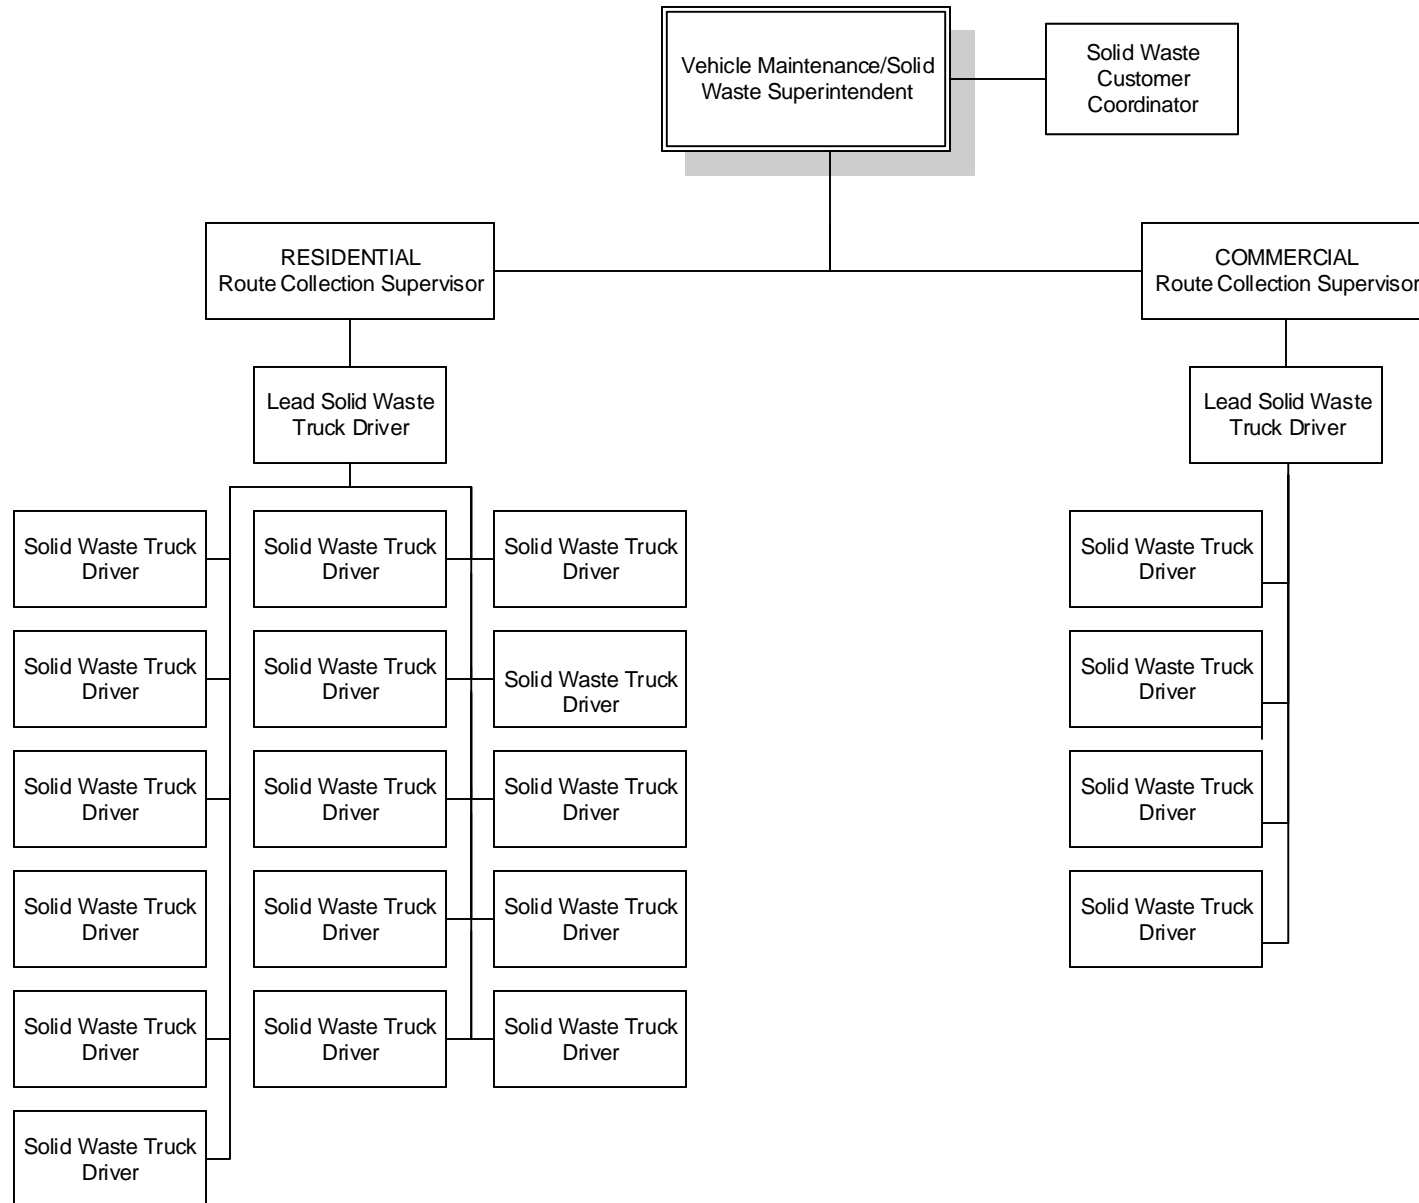 Vehicle Maintenance/Solid
Waste Superintendent
Solid Waste
Customer
Coordinator
RESIDENTIAL
Route Collection Supervisor
COMMERCIAL
Route Collection Supervisor
Lead Solid Waste
Truck Driver
Lead Solid Waste
Truck Driver
Solid Waste Truck
Driver
Solid Waste Truck
Driver
Solid Waste Truck
Driver
Solid Waste Truck
Driver
Solid Waste Truck
Driver
Solid Waste Truck
Driver
Solid Waste Truck
Driver
Solid Waste Truck
Driver
Solid Waste Truck
Driver
Solid Waste Truck
Driver
Solid Waste Truck
Driver
Solid Waste Truck
Driver
Solid Waste Truck
Driver
Solid Waste Truck
Driver
Solid Waste Truck
Driver
Solid Waste Truck
Driver
Solid Waste Truck
Driver
Solid Waste Truck
Driver
Solid Waste Truck
Driver
Solid Waste Truck
Driver